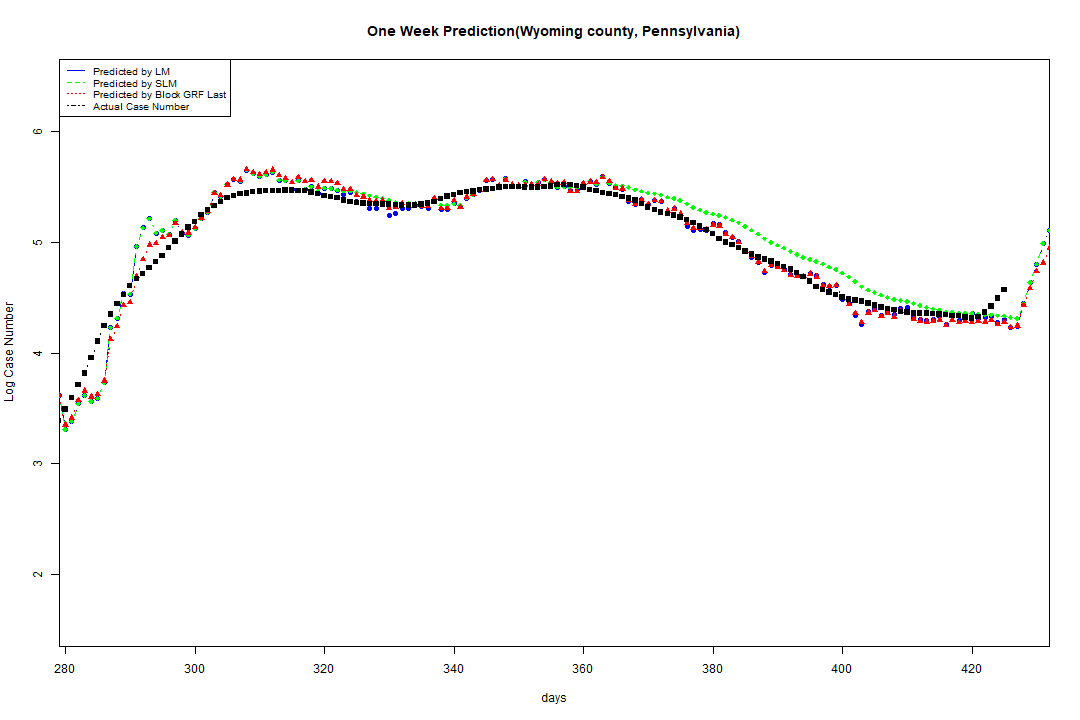 One Week Prediction(Wyoming county, Pennsylvania)
Predicted by LM
Predicted by SLM
Predicted by Block GRF Last
Actual Case Number
6
5
4
3
2
Log Case Number
280 300 320 340 360 380 400 420
days